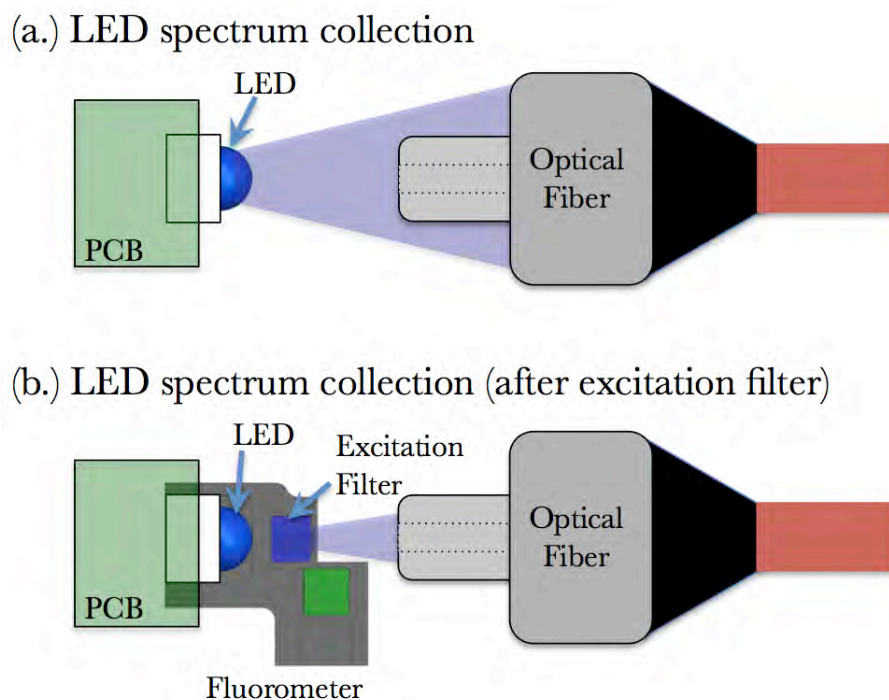 (a.) LED spectrum collection
LED
Optical
Fiber
PCB
(b.) LED spectrum collection (after excitation filter)
LED
Excitation
Filter
Optical
Fiber
PCB
Fluorometer